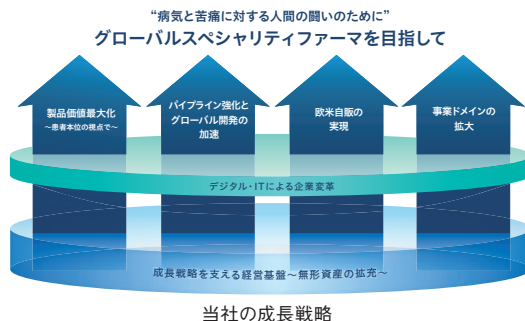 “病気と苦痛に対する人間の闘いのために”
グローバルスペシャリティファーマを目指して
製品価値最大化
～患者本位の視点で～
パイプライン強化と
グローバル開発の
加速
欧米自販の
実現
事業ドメインの
拡大
デジタル・ITによる企業変革
成長戦略を支える経営基盤～無形資産の拡充～
当社の成長戦略